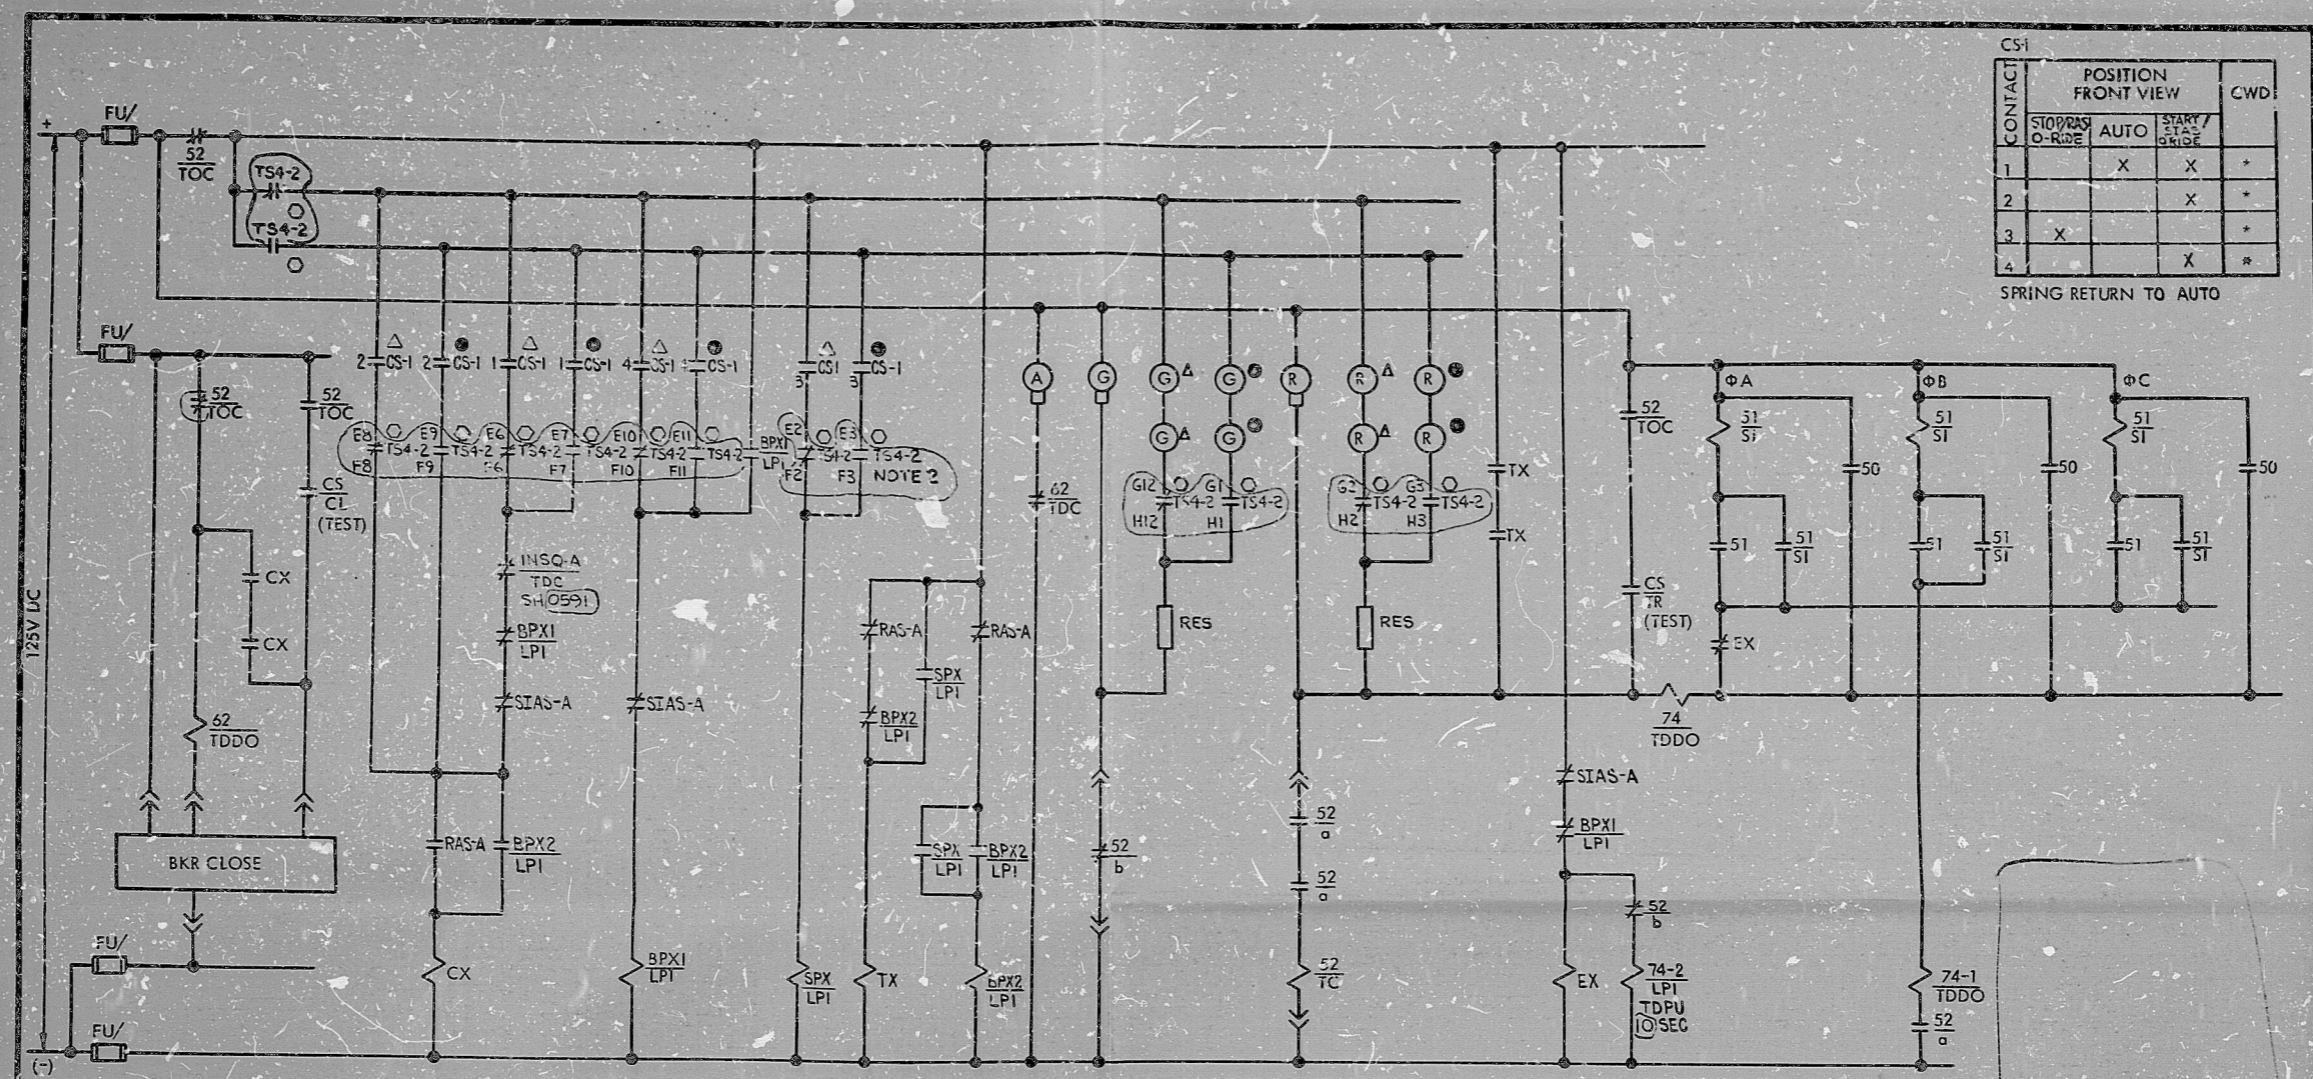 CS-1
CONTACT
POSITION
FRONT VIEW
CWD
STOP/RAS
O-RIDE
AUTO
START/
SIAS
ORIDE
1 X X *
2 X *
3 X *
4 X *
SPRING RETURN TO AUTO
+
FU/
52
TOC
TS4-2
TS4-2
FU/
125V DC
52
TOC
52
TOC
CS
CL
(TEST)
CX
CX
62
TDDO
BKR CLOSE
FU/
FU/
(-)
2 CS-1
2 CS-1
1 CS-1
1 CS-1
4 CS-1
4 CS-1
3 CS1
3 CS-1
E8 TS4-2 F8
E9 TS4-2 F9
E6 TS4-2 F6
E7 TS4-2 F7
E10 TS4-2 F10
E11 TS4-2 F11
BPX1
LP1
E2 TS4-2 F2
E3 TS4-2 F3
NOTE 2
INSQ-A
TDC
SH 0591
BPX1
LP1
SIAS-A
SIAS-A
RAS-A
BPX2
LP1
CX
BPX1
LP1
RAS-A
RAS-A
SPX
LP1
BPX2
LP1
SPX
LP1
BPX2
LP1
SPX
LP1
TX
BPX2
LP1
A
G
G
G
R
R
R
G
G
R
R
62
TDC
G12 TS4-2 H12
G1 TS4-2 H1
G2 TS4-2 H2
G3 TS4-2 H3
RES
RES
52
b
52
a
52
a
52
TC
TX
TX
SIAS-A
BPX1
LP1
52
b
EX
74-2
LP1
TDPU
10 SEC
52
TOC
CS
TR
(TEST)
74
TDDO
ΦA
51
SI
50
51
51
SI
EX
ΦB
51
SI
50
51
51
SI
ΦC
51
SI
50
51
51
SI
74-1
TDDO
52
a